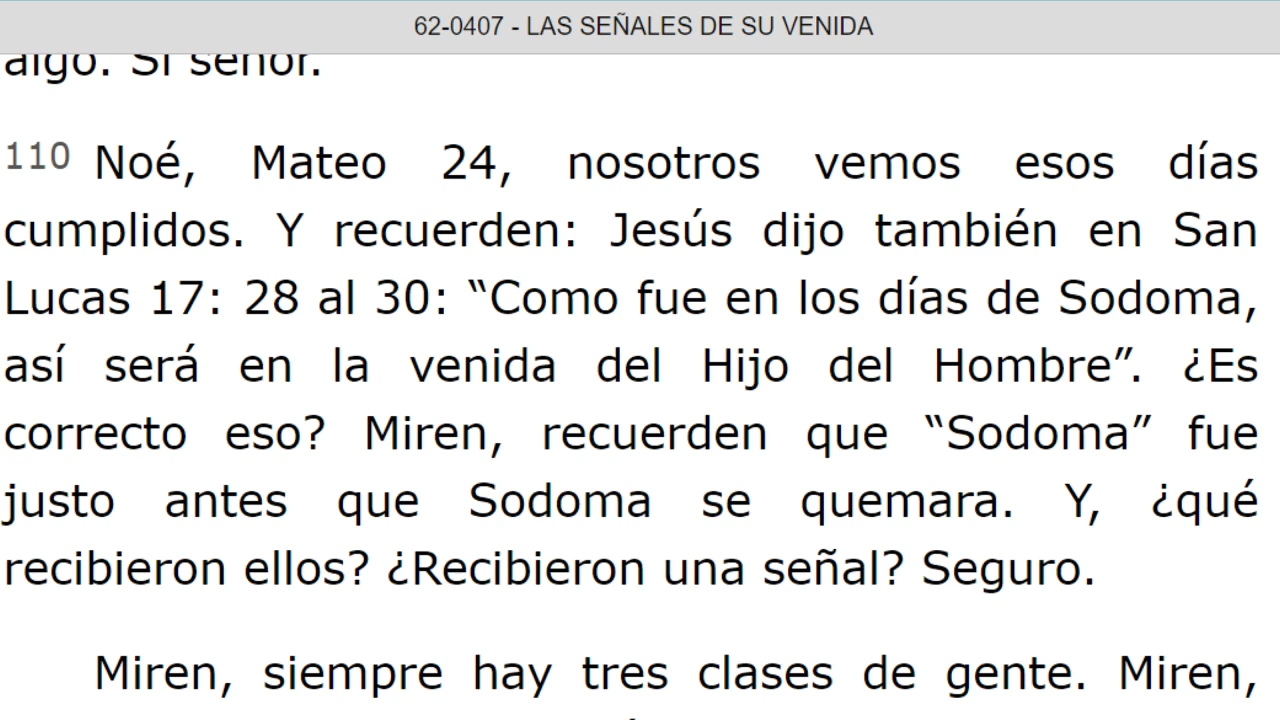 62-0407 - LAS SEÑALES DE SU VENIDA
algo. Sí señor.
110 Noé, Mateo 24, nosotros vemos esos días
cumplidos. Y recuerden: Jesús dijo también en San
Lucas 17: 28 al 30: “Como fue en los días de Sodoma,
así será en la venida del Hijo del Hombre”. ¿Es
correcto eso? Miren, recuerden que “Sodoma” fue
justo antes que Sodoma se quemara. Y, ¿qué
recibieron ellos? ¿Recibieron una señal? Seguro.
Miren, siempre hay tres clases de gente. Miren,